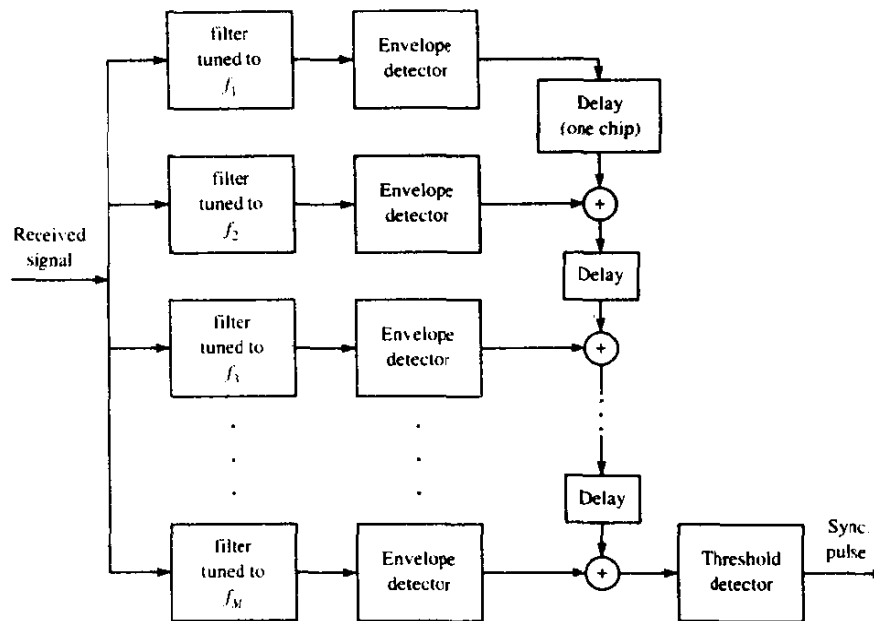 filter
tuned to
f₁
Envelope
detector
Delay
(one chip)
filter
tuned to
f₂
Envelope
detector
+
Received
signal
Delay
filter
tuned to
f₃
Envelope
detector
+
Delay
filter
tuned to
f_M
Envelope
detector
+
Threshold
detector
Sync.
pulse